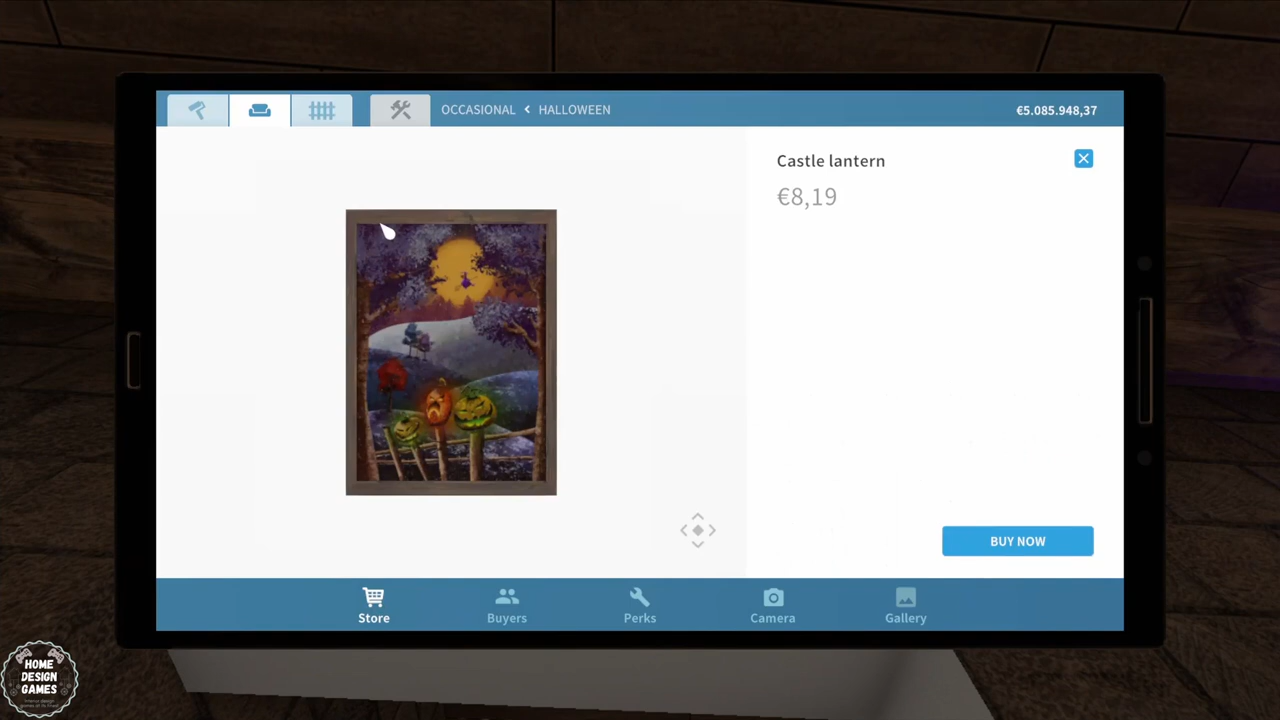 OCCASIONAL < HALLOWEEN
€5.085.948,37
Castle lantern
€8,19
BUY NOW
Store
Buyers
Perks
Camera
Gallery
HOME
DESIGN
GAMES